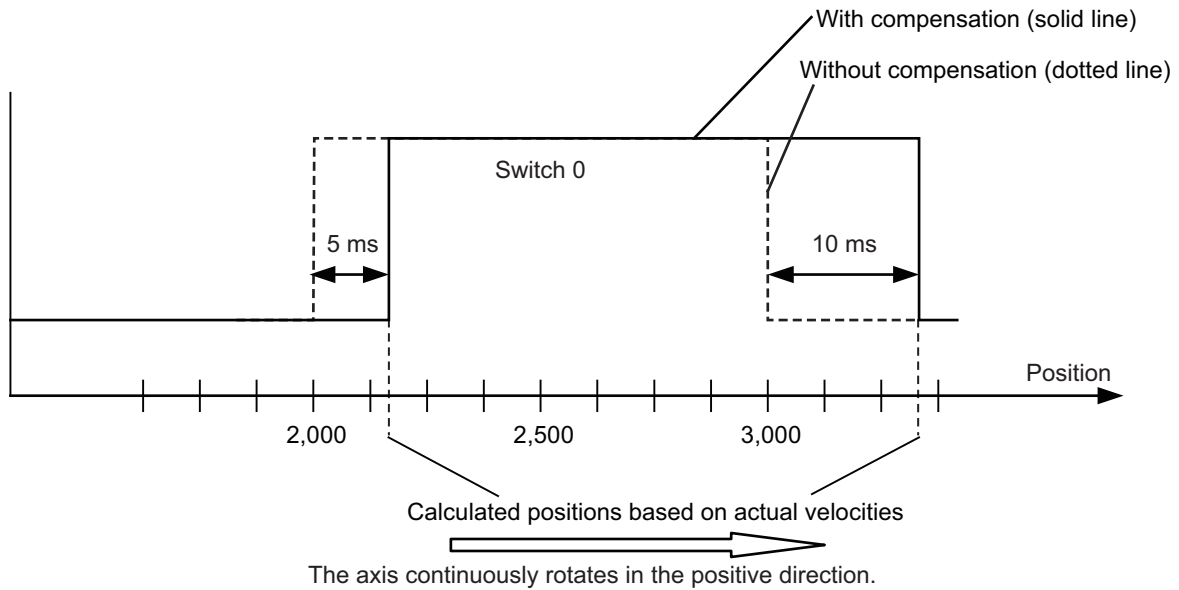 With compensation (solid line)
Without compensation (dotted line)
Switch 0
5 ms
10 ms
Position
2,000
2,500
3,000
Calculated positions based on actual velocities
The axis continuously rotates in the positive direction.